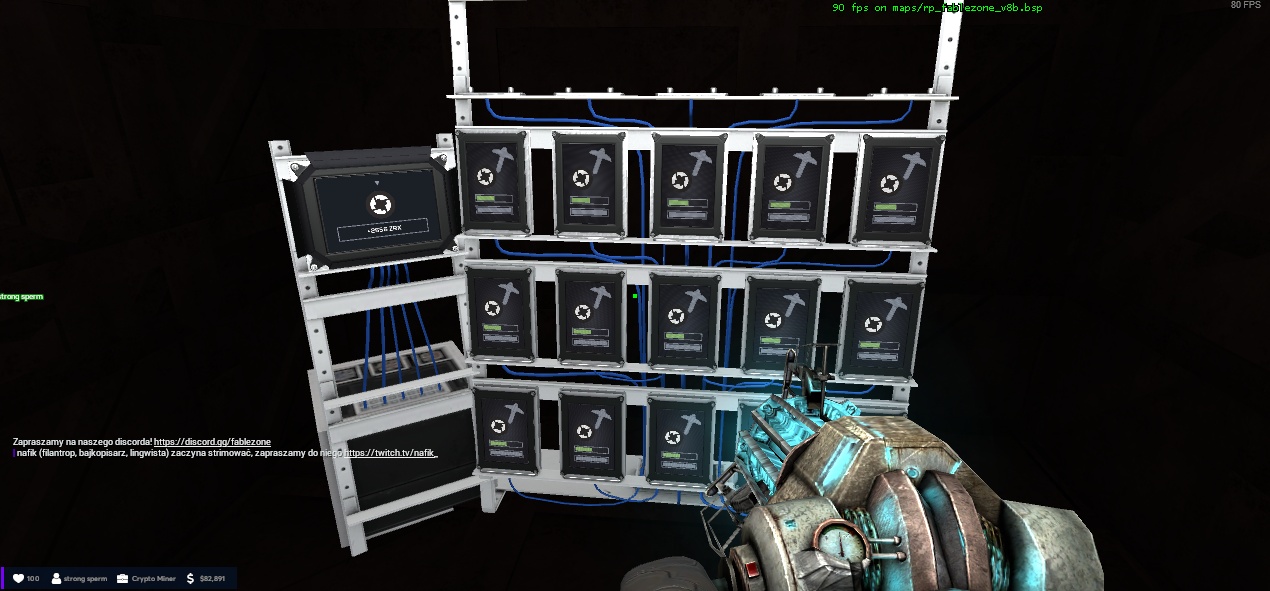 90 fps on maps/rp_fablezone_v8b.bsp
80 FPS
+2656 ZRX
strong sperm
Zapraszamy na naszego discorda! https://discord.gg/fablezone
nafik (filantrop, bajkopisarz, lingwista) zaczyna strimować, zapraszamy do niego https://twitch.tv/nafik_
100
strong sperm
Crypto Miner
$82,891